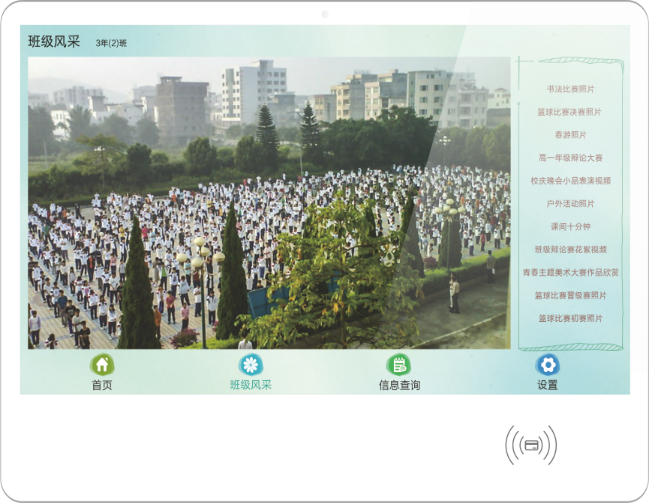 班级风采 3年(2)班
书法比赛照片
篮球比赛决赛照片
春游照片
高一年级辩论大赛
校庆晚会小品表演视频
户外活动照片
课间十分钟
班级辩论赛花絮视频
青春主题美术大赛作品欣赏
篮球比赛晋级赛照片
篮球比赛初赛照片
首页 班级风采 信息查询 设置